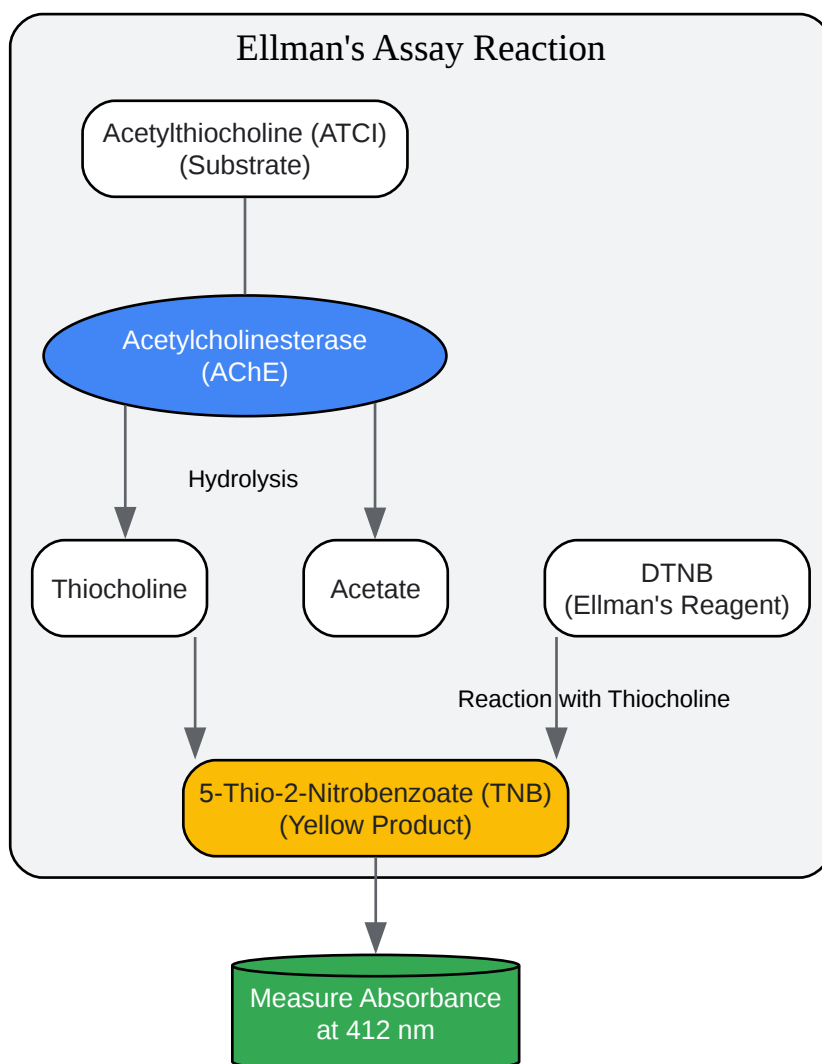 Ellman's Assay Reaction
Acetylthiocholine (ATCI)
(Substrate)
Acetylcholinesterase
(AChE)
Hydrolysis
Thiocholine
Acetate
DTNB
(Ellman's Reagent)
Reaction with Thiocholine
5-Thio-2-Nitrobenzoate (TNB)
(Yellow Product)
Measure Absorbance
at 412 nm